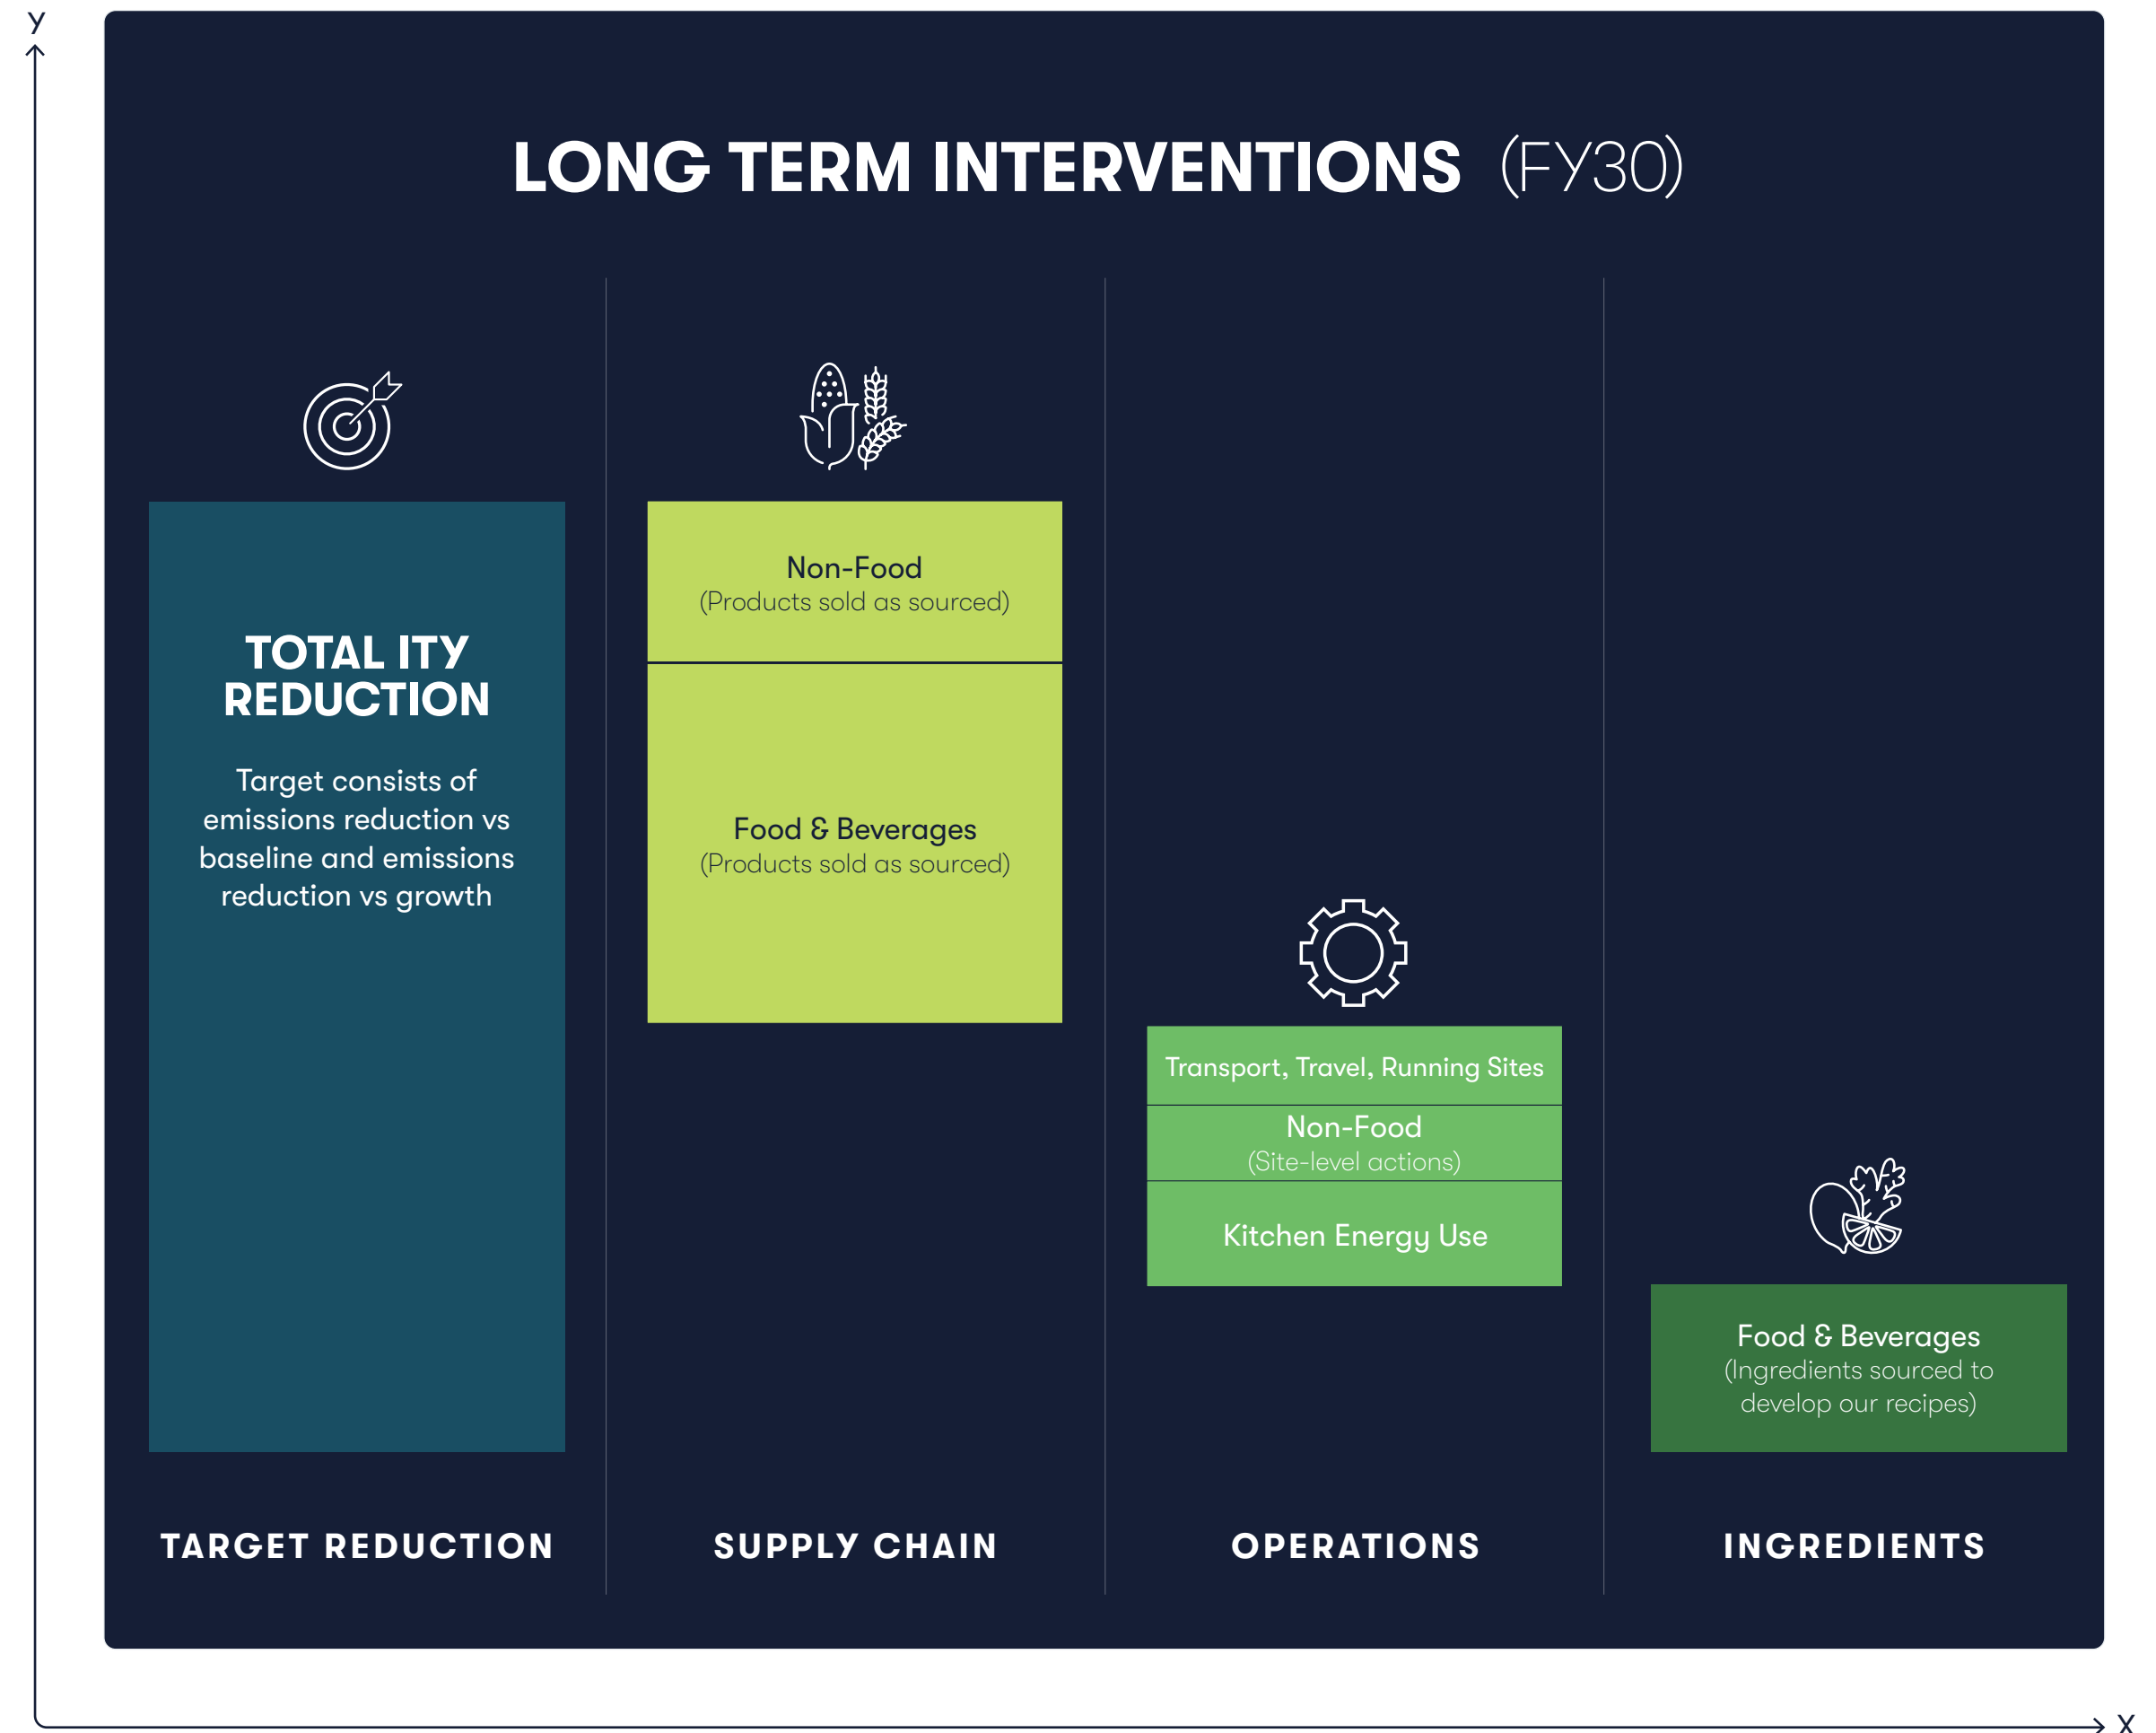 y
LONG TERM INTERVENTIONS (FY30)
TOTAL ITY
REDUCTION
Target consists of
emissions reduction vs
baseline and emissions
reduction vs growth
Non-Food
(Products sold as sourced)
Food & Beverages
(Products sold as sourced)
Transport, Travel, Running Sites
Non-Food
(Site-level actions)
Kitchen Energy Use
Food & Beverages
(Ingredients sourced to
develop our recipes)
TARGET REDUCTION
SUPPLY CHAIN
OPERATIONS
INGREDIENTS
x